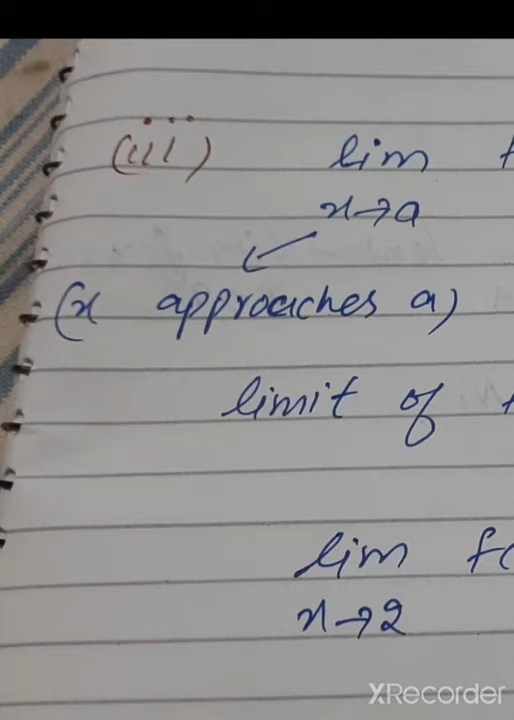 (iii) lim f
x→a
(x approaches a)
limit of
lim f(
x→2
XRecorder